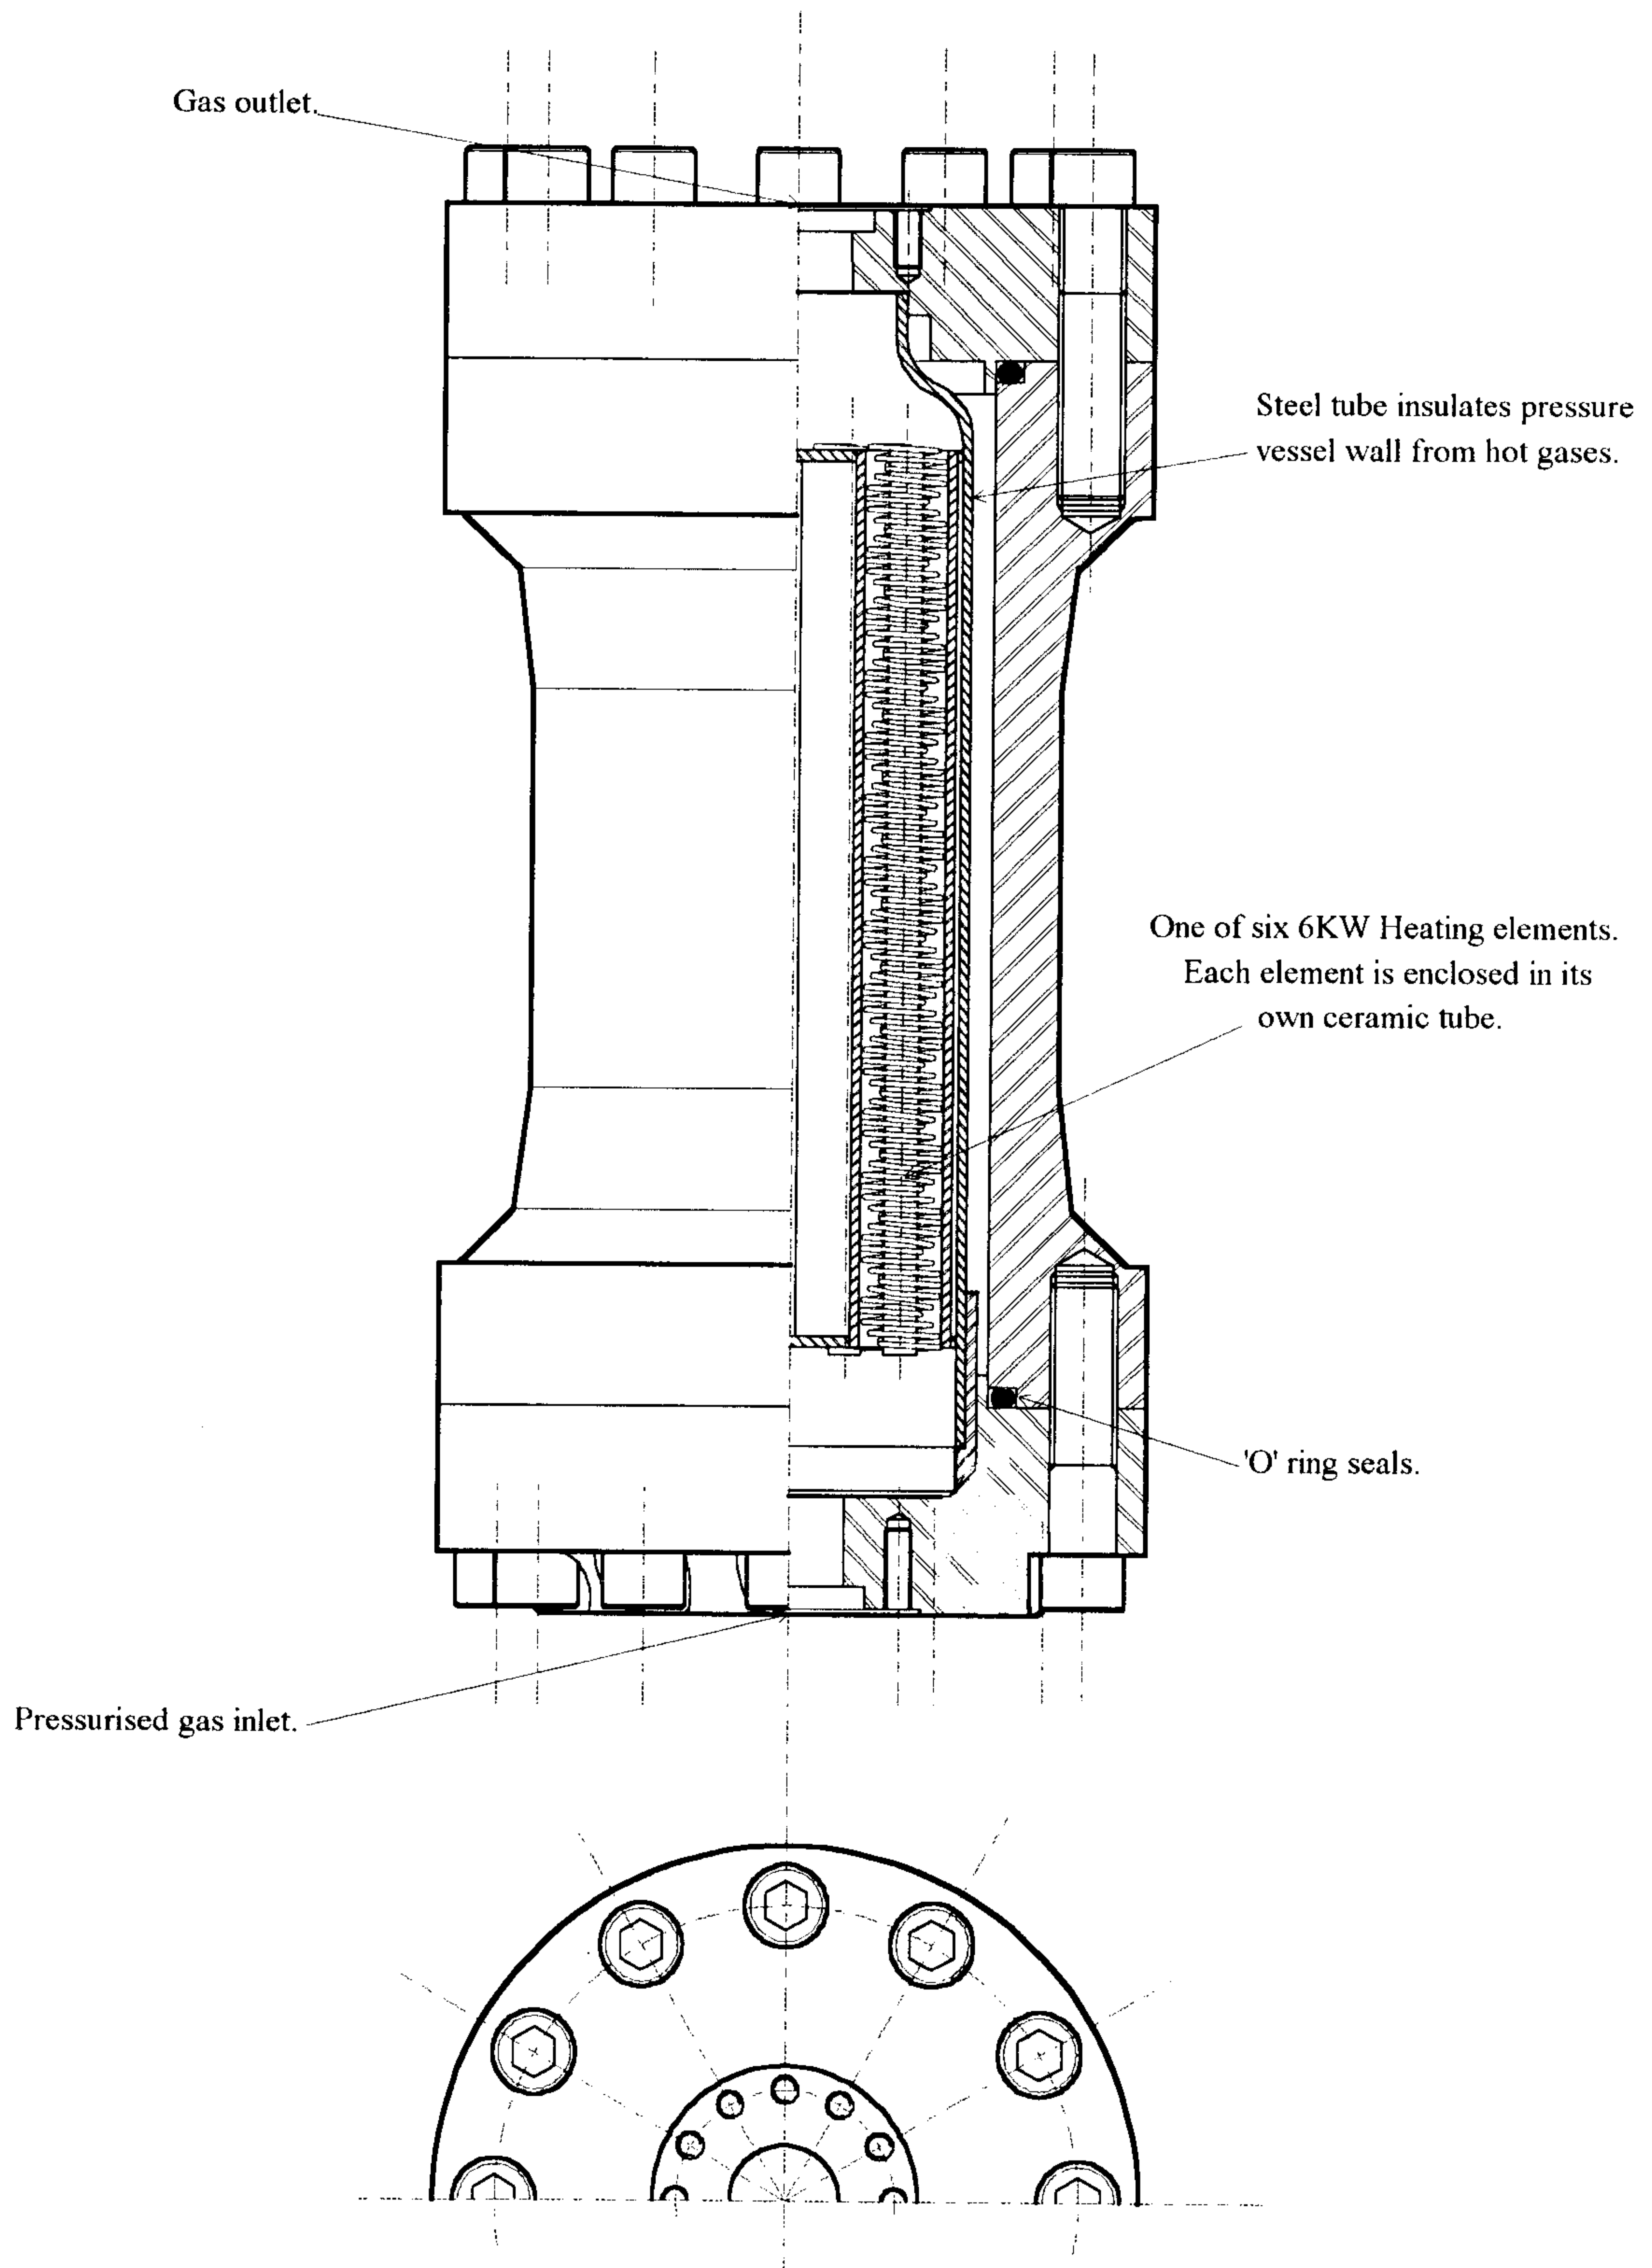 Gas outlet.
Steel tube insulates pressure
vessel wall from hot gases.
One of six 6KW Heating elements.
Each element is enclosed in its
own ceramic tube.
'O' ring seals.
Pressurised gas inlet.